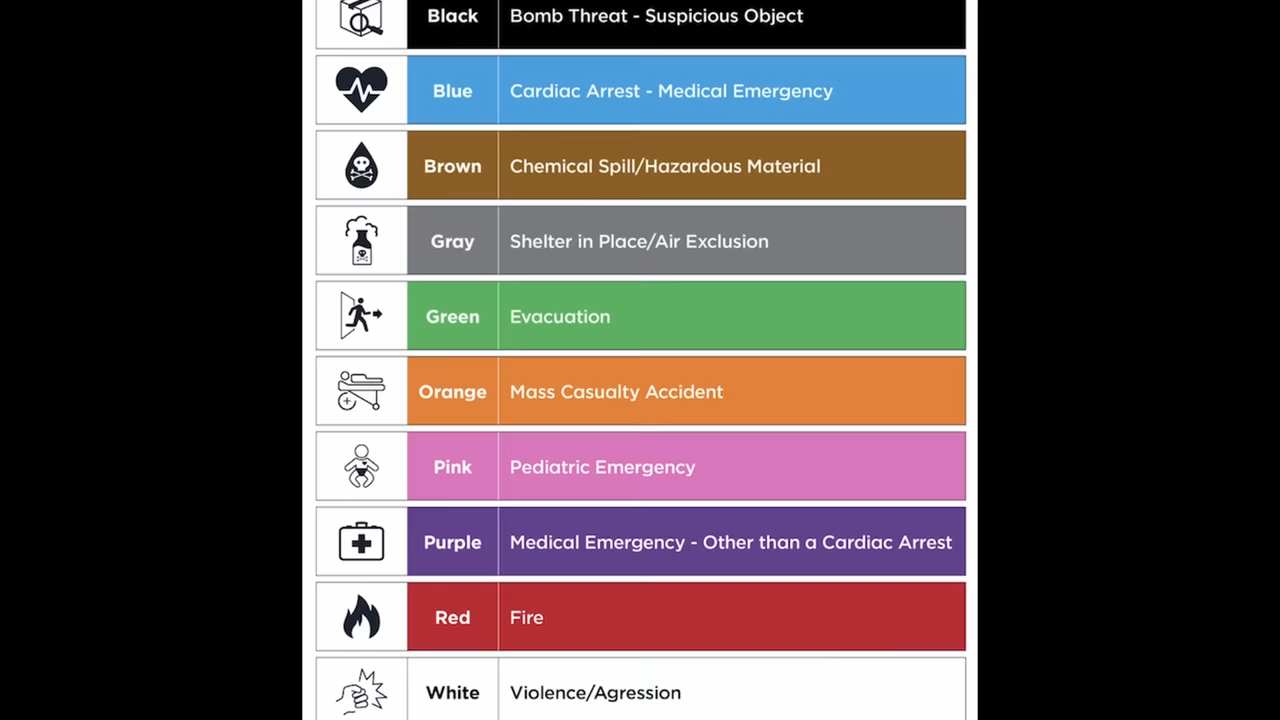 Black Bomb Threat - Suspicious Object
Blue Cardiac Arrest - Medical Emergency
Brown Chemical Spill/Hazardous Material
Gray Shelter in Place/Air Exclusion
Green Evacuation
Orange Mass Casualty Accident
Pink Pediatric Emergency
Purple Medical Emergency - Other than a Cardiac Arrest
Red Fire
White Violence/Agression